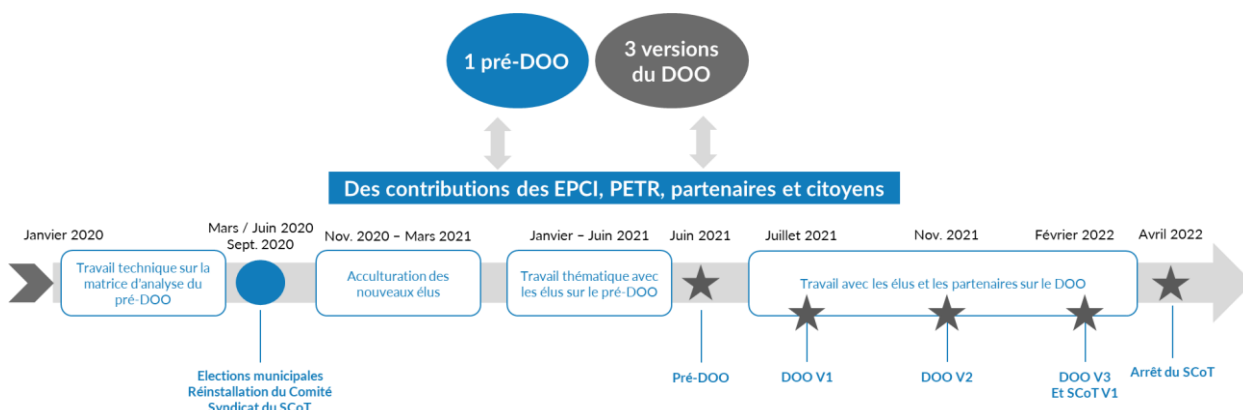 1 pré-DOO
3 versions
du DOO
Des contributions des EPCI, PETR, partenaires et citoyens
Janvier 2020
Mars / Juin 2020
Sept. 2020
Nov. 2020 – Mars 2021
Janvier – Juin 2021
Juin 2021
Juillet 2021
Nov. 2021
Février 2022
Avril 2022
Travail technique sur la
matrice d'analyse du
pré-DOO
Acculturation des
nouveaux élus
Travail thématique avec
les élus sur le pré-DOO
Travail avec les élus et les partenaires sur le DOO
Elections municipales
Réinstallation du Comité
Syndicat du SCoT
Pré-DOO
DOO V1
DOO V2
DOO V3
Et SCoT V1
Arrêt du SCoT